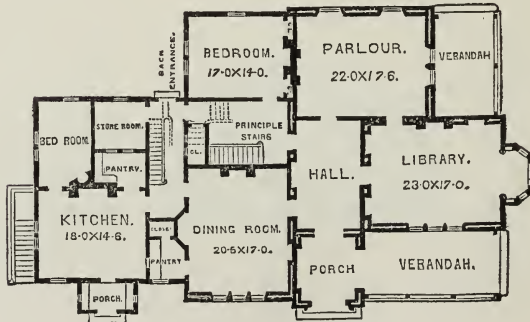 BACK
ENTRANCE.
BEDROOM.
17·0X14·0.
PARLOUR.
22·0X17·6.
VERANDAH
BED ROOM.
STORE ROOM.
PANTRY.
CL.
PRINCIPLE
STAIRS
HALL.
LIBRARY.
23·0X17·0.
KITCHEN.
18·0X14·6.
CLOSET
PANTRY
DINING ROOM.
20·6X17·0.
PORCH
VERANDAH.
PORCH.